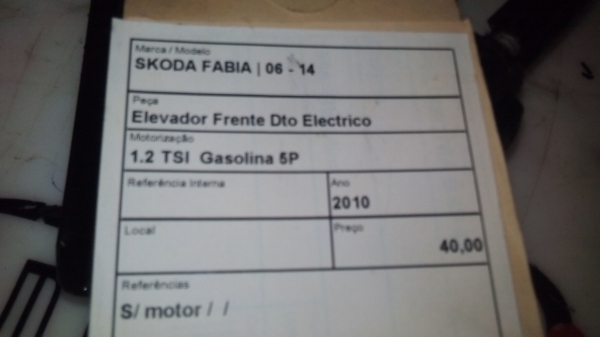 Marca / Modelo
SKODA FABIA | 06 - 14
Peça
Elevador Frente Dto Electrico
Motorização
1.2 TSI Gasolina 5P
Referência Interna
Ano
2010
Local
Preço
40,00
Referências
S/ motor / /